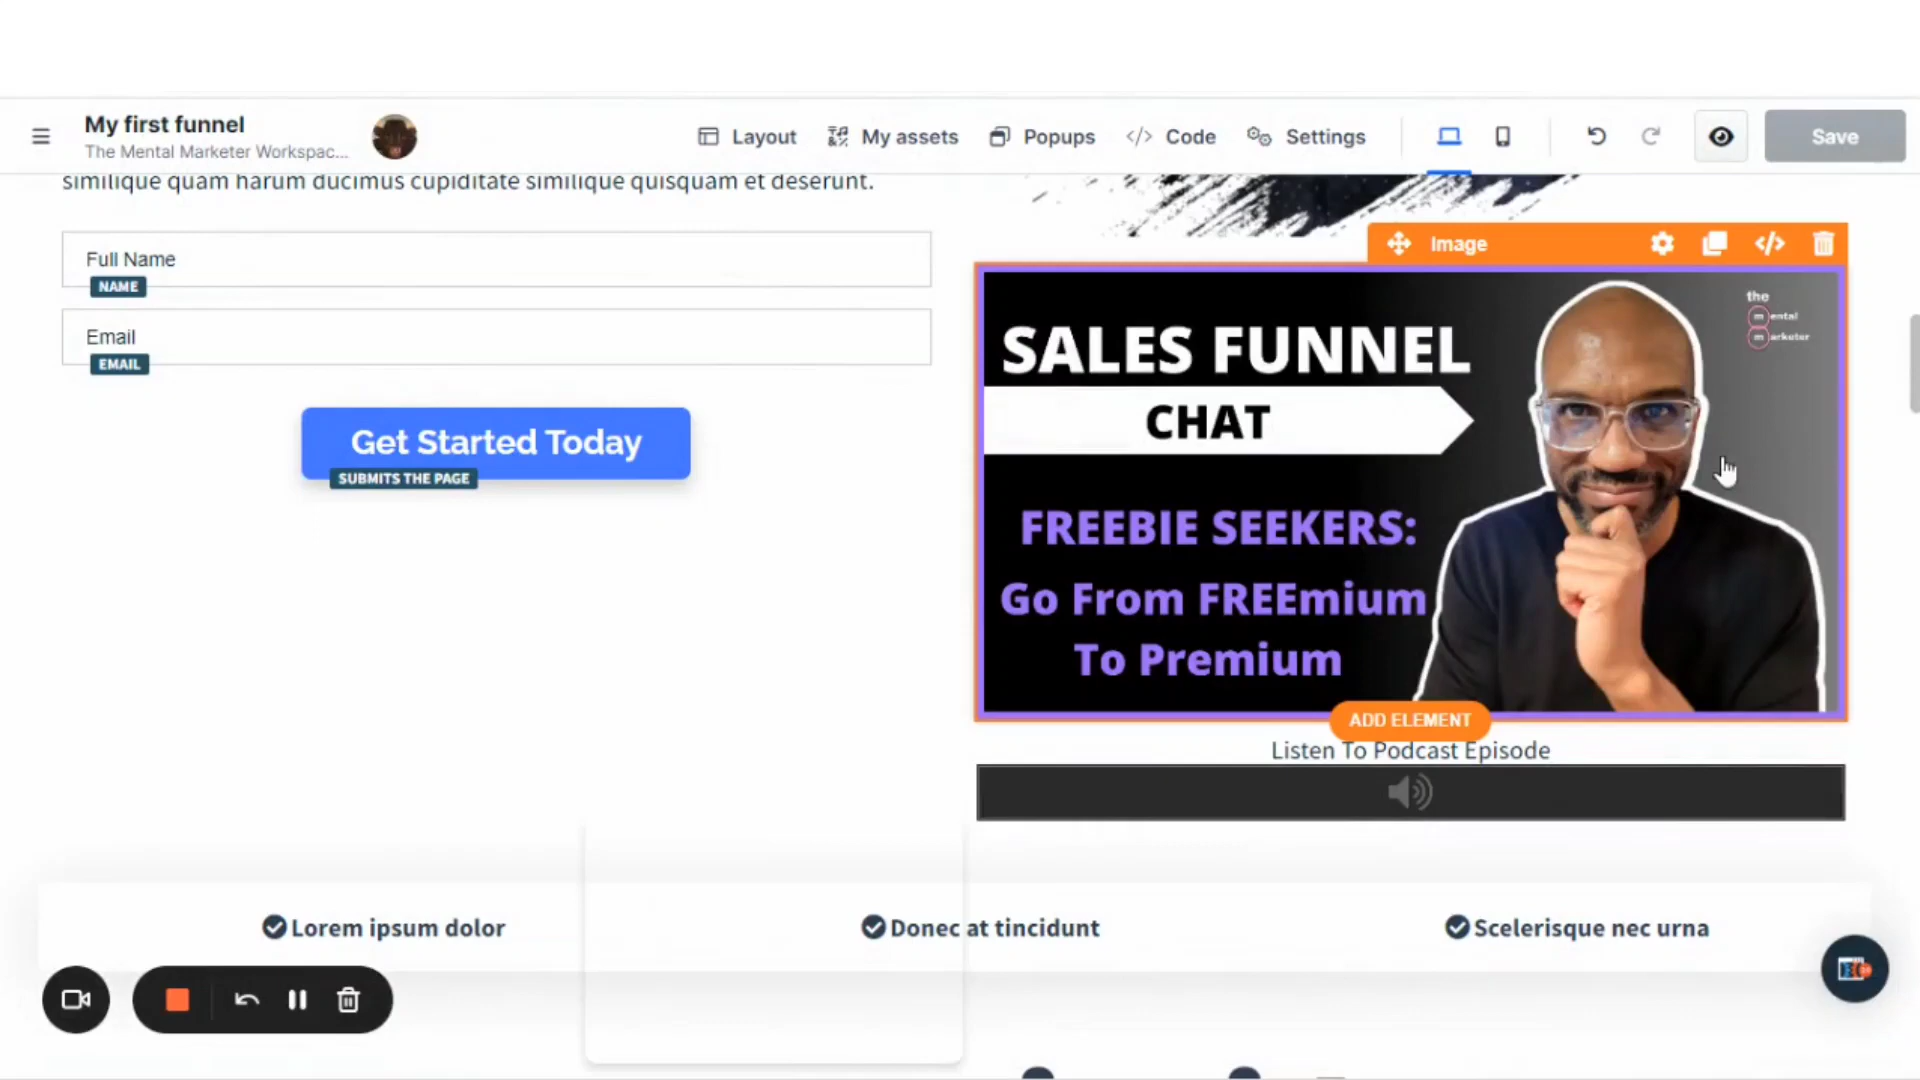 My first funnel
The Mental Marketer Workspac...
Layout
My assets
Popups
Code
Settings
Save
similique quam harum ducimus cupiditate similique quisquam et deserunt.
Full Name
NAME
Email
EMAIL
Get Started Today
SUBMITS THE PAGE
Image
SALES FUNNEL
CHAT
FREEBIE SEEKERS:
Go From FREEmium
To Premium
the
mental
marketer
ADD ELEMENT
Listen To Podcast Episode
Lorem ipsum dolor
Donec at tincidunt
Scelerisque nec urna